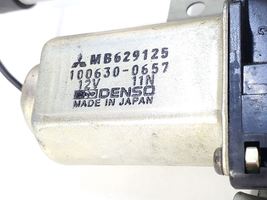 MB629125
100630-0657
12V 11N
DENSO
MADE IN JAPAN